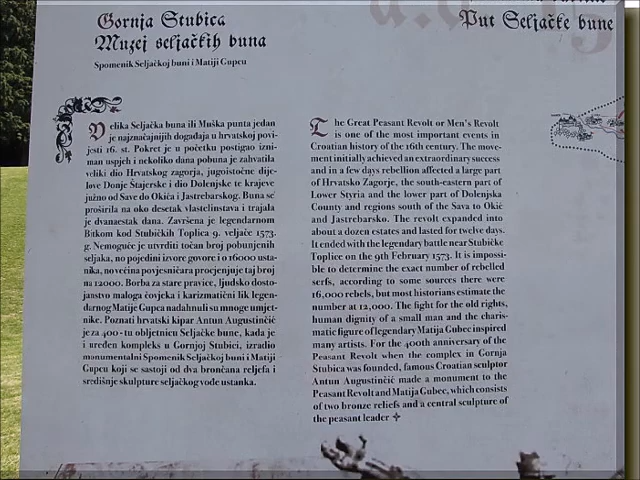 Gornja Stubica
Muzej seljačkih buna
Spomenik Seljačkoj buni i Matiji Gupcu
Put Seljačke bune
Velika Seljačka buna ili Muška punta jedan
je najznačajnijih događaja u hrvatskoj povi-
jesti 16. st. Pokret je u početku postigao izni-
man uspjeh i nekoliko dana pobuna je zahvatila
veliki dio Hrvatskog zagorja, jugoistočne dije-
love Donje Štajerske i dio Dolenjske te krajeve
južno od Save do Okića i Jastrebarskog. Buna se
proširila na oko desetak vlastelinstava i trajala
je dvanaestak dana. Završena je legendarnom
Bitkom kod Stubičkih Toplica 9. veljače 1573.
g. Nemoguće je utvrditi točan broj pobunjenih
seljaka, no pojedini izvore govore i o 16000 usta-
nika, no većina povjesničara procjenjuje taj broj
na 12000. Borba za stare pravice, ljudsko dosto-
janstvo maloga čovjeka i karizmatični lik legen-
darnog Matije Gupca nadahnuli su mnoge umjet-
nike. Poznati hrvatski kipar Antun Augustinčić
je za 400-tu obljetnicu Seljačke bune, kada je
i uređen kompleks u Gornjoj Stubici, izradio
monumentalni Spomenik Seljačkoj buni i Matiji
Gupcu koji se sastoji od dva brončana reljefa i
središnje skulpture seljačkog vođe ustanka.
The Great Peasant Revolt or Men's Revolt
is one of the most important events in
Croatian history of the 16th century. The move-
ment initially achieved an extraordinary success
and in a few days rebellion affected a large part
of Hrvatsko Zagorje, the south-eastern part of
Lower Styria and the lower part of Dolenjska
County and regions south of the Sava to Okić
and Jastrebarsko. The revolt expanded into
about a dozen estates and lasted for twelve days.
It ended with the legendary battle near Stubičke
Toplice on the 9th February 1573. It is impossi-
ble to determine the exact number of rebelled
serfs, according to some sources there were
16,000 rebels, but most historians estimate the
number at 12,000. The fight for the old rights,
human dignity of a small man and the charis-
matic figure of legendary Matija Gubec inspired
many artists. For the 400th anniversary of the
Peasant Revolt when the complex in Gornja
Stubica was founded, famous Croatian sculptor
Antun Augustinčić made a monument to the
Peasant Revolt and Matija Gubec, which consists
of two bronze reliefs and a central sculpture of
the peasant leader